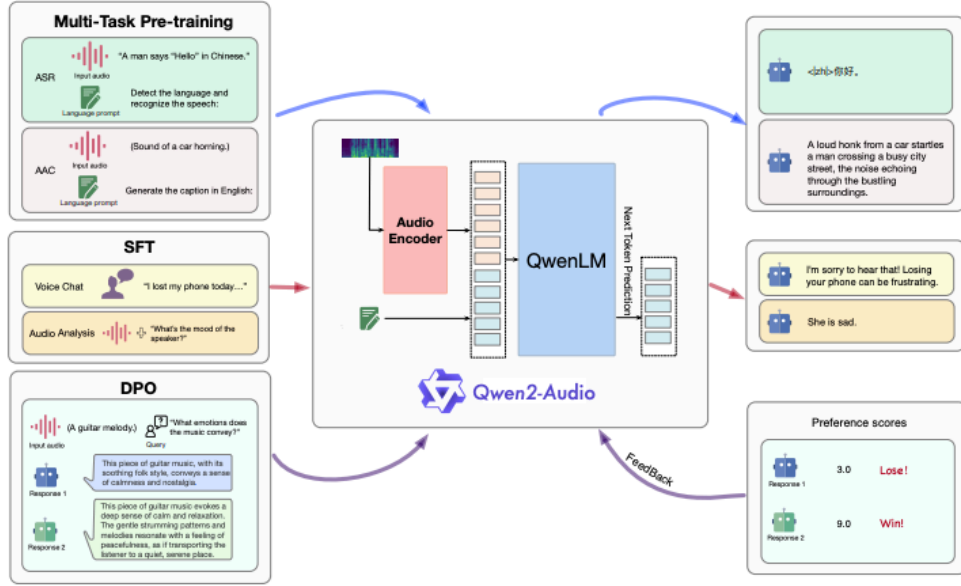 Multi-Task Pre-training
ASR
Input audio
"A man says "Hello" in Chinese."
Language prompt
Detect the language and
recognize the speech:
AAC
Input audio
(Sound of a car horning.)
Language prompt
Generate the caption in English:
SFT
Voice Chat
"I lost my phone today…"
Audio Analysis
"What's the mood of the
speaker?"
DPO
Input audio
(A guitar melody.)
"What emotions does
the music convey?"
Query
Response 1
This piece of guitar music, with its
soothing folk style, conveys a sense
of calmness and nostalgia.
Response 2
This piece of guitar music evokes a
deep sense of calm and relaxation.
The gentle strumming patterns and
melodies resonate with a feeling of
peacefulness, as if transporting the
listener to a quiet, serene place.
Audio
Encoder
QwenLM
Next Token Prediction
Qwen2-Audio
<|zh|>你好。
A loud honk from a car startles
a man crossing a busy city
street, the noise echoing
through the bustling
surroundings.
I'm sorry to hear that! Losing
your phone can be frustrating.
She is sad.
FeedBack
Preference scores
Response 1
3.0
Lose!
Response 2
9.0
Win!